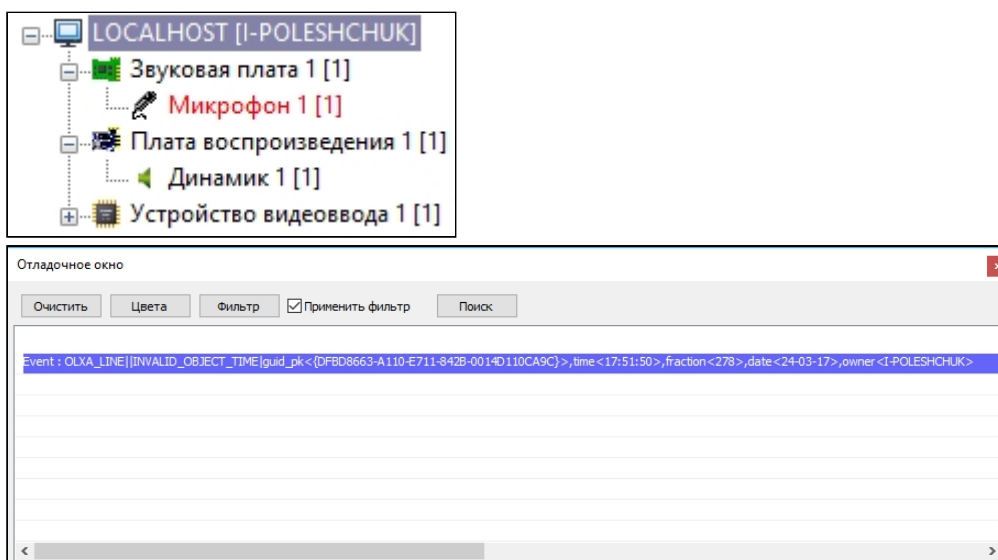 LOCALHOST [I-POLESHCHUK]
Звуковая плата 1 [1]
Микрофон 1 [1]
Плата воспроизведения 1 [1]
Динамик 1 [1]
Устройство видеоввода 1 [1]
Отладочное окно
Очистить Цвета Фильтр Применить фильтр Поиск
Event : OLXA_LINE||INVALID_OBJECT_TIME|guid_pk<{DFBD8663-A110-E711-842B-0014D110CA9C}>,time<17:51:50>,fraction<278>,date<24-03-17>,owner<I-POLESHCHUK>